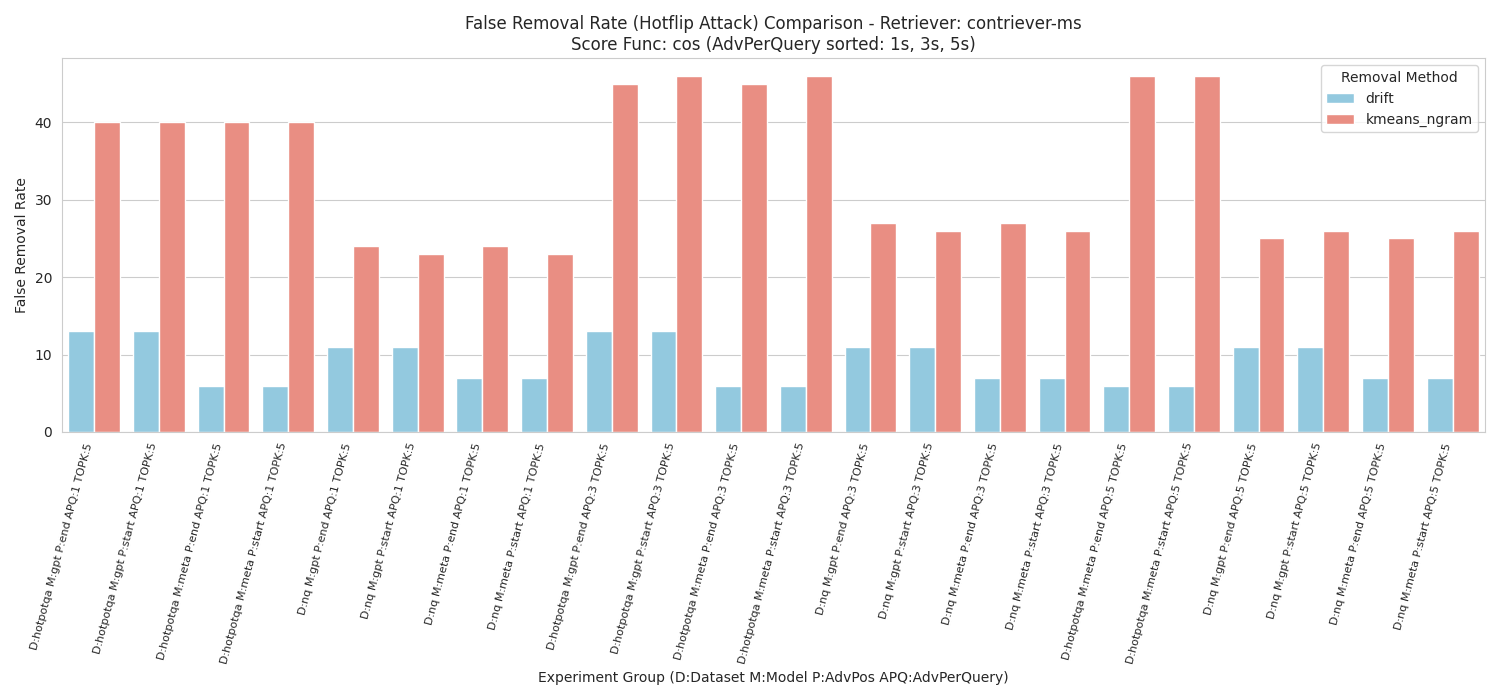 False Removal Rate (Hotflip Attack) Comparison - Retriever: contriever-ms
Score Func: cos (AdvPerQuery sorted: 1s, 3s, 5s)
Removal Method
drift
kmeans_ngram
False Removal Rate
40
30
20
10
0
D:hotpotqa M:gpt P:end APQ:1 TOPK:5
D:hotpotqa M:gpt P:start APQ:1 TOPK:5
D:hotpotqa M:meta P:end APQ:1 TOPK:5
D:hotpotqa M:meta P:start APQ:1 TOPK:5
D:nq M:gpt P:end APQ:1 TOPK:5
D:nq M:gpt P:start APQ:1 TOPK:5
D:nq M:meta P:end APQ:1 TOPK:5
D:nq M:meta P:start APQ:1 TOPK:5
D:hotpotqa M:gpt P:end APQ:3 TOPK:5
D:hotpotqa M:gpt P:start APQ:3 TOPK:5
D:hotpotqa M:meta P:end APQ:3 TOPK:5
D:hotpotqa M:meta P:start APQ:3 TOPK:5
D:nq M:gpt P:end APQ:3 TOPK:5
D:nq M:gpt P:start APQ:3 TOPK:5
D:nq M:meta P:end APQ:3 TOPK:5
D:nq M:meta P:start APQ:3 TOPK:5
D:hotpotqa M:meta P:end APQ:5 TOPK:5
D:hotpotqa M:meta P:start APQ:5 TOPK:5
D:nq M:gpt P:end APQ:5 TOPK:5
D:nq M:gpt P:start APQ:5 TOPK:5
D:nq M:meta P:end APQ:5 TOPK:5
D:nq M:meta P:start APQ:5 TOPK:5
Experiment Group (D:Dataset M:Model P:AdvPos APQ:AdvPerQuery)